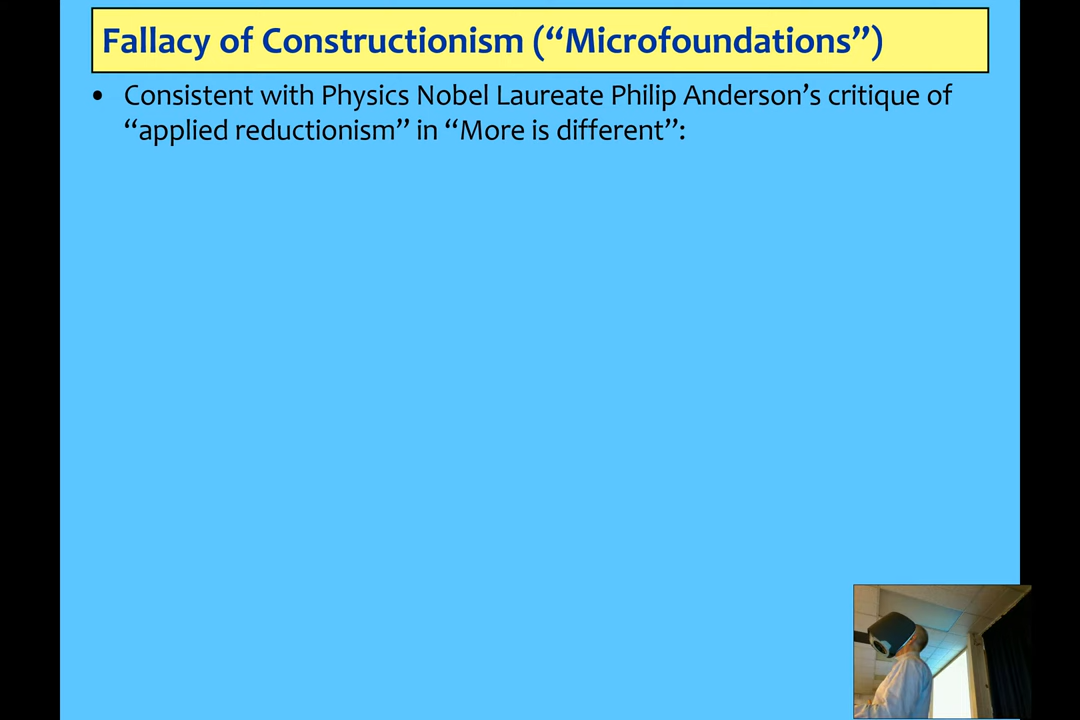 Fallacy of Constructionism (“Microfoundations”)
• Consistent with Physics Nobel Laureate Philip Anderson’s critique of
“applied reductionism” in “More is different”: